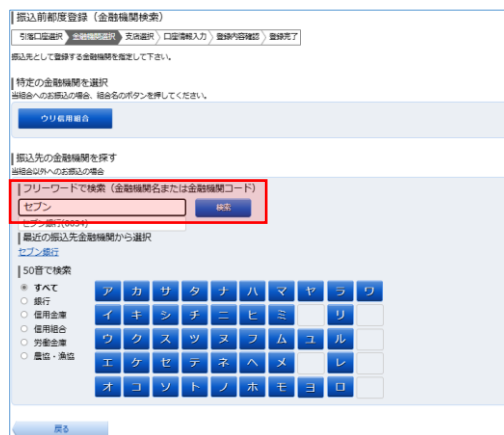 振込前都度登録（金融機関検索）
引落口座選択 金融機関選択 支店選択 口座情報入力 登録内容確認 登録完了
振込先として登録する金融機関を指定して下さい。
特定の金融機関を選択
当組合へのお振込の場合、組合名のボタンを押してください。
ウリ信用組合
振込先の金融機関を探す
当組合以外へのお振込の場合
フリーワードで検索（金融機関名または金融機関コード）
セブン 検索
セブン銀行(0034)
最近の振込先金融機関から選択
セブン銀行
50音で検索
すべて
銀行
信用金庫
信用組合
労働金庫
農協・漁協
ア カ サ タ ナ ハ マ ヤ ラ ワ
イ キ シ チ ニ ヒ ミ リ
ウ ク ス ツ ヌ フ ム ユ ル
エ ケ セ テ ネ ヘ メ レ
オ コ ソ ト ノ ホ モ ヨ ロ
戻る